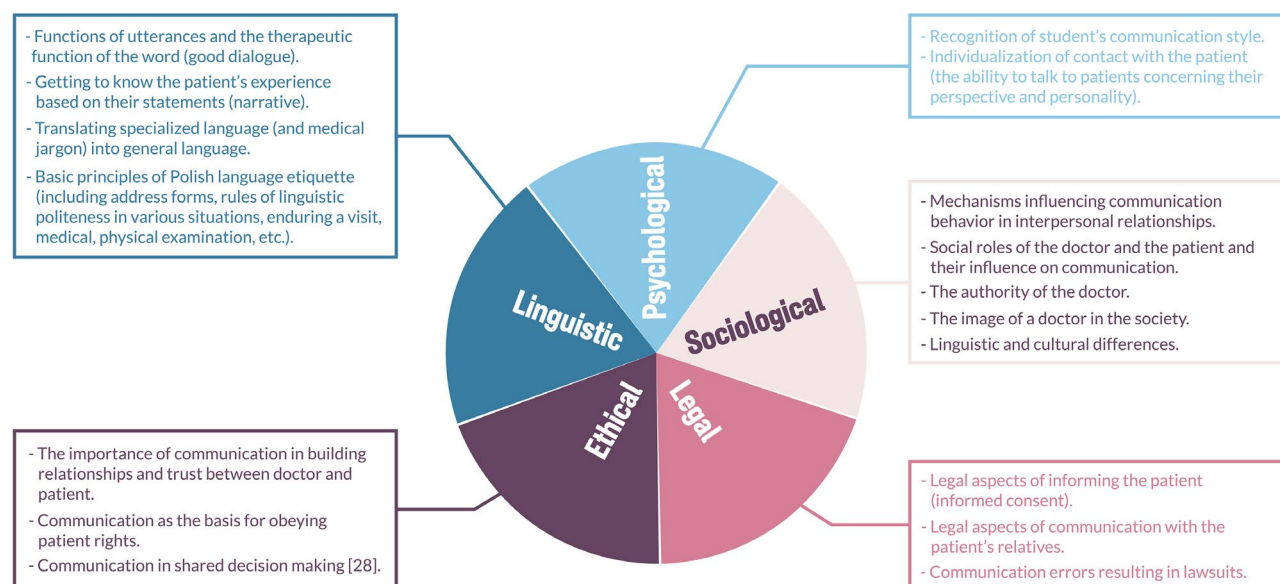 - Functions of utterances and the therapeutic
function of the word (good dialogue).
- Getting to know the patient's experience
based on their statements (narrative).
- Translating specialized language (and medical
jargon) into general language.
- Basic principles of Polish language etiquette
(including address forms, rules of linguistic
politeness in various situations, enduring a visit,
medical, physical examination, etc.).
- Recognition of student's communication style.
- Individualization of contact with the patient
(the ability to talk to patients concerning their
perspective and personality).
Psychological
Linguistic
Sociological
Ethical
Legal
- Mechanisms influencing communication
behavior in interpersonal relationships.
- Social roles of the doctor and the patient and
their influence on communication.
- The authority of the doctor.
- The image of a doctor in the society.
- Linguistic and cultural differences.
- The importance of communication in building
relationships and trust between doctor and
patient.
- Communication as the basis for obeying
patient rights.
- Communication in shared decision making [28].
- Legal aspects of informing the patient
(informed consent).
- Legal aspects of communication with the
patient's relatives.
- Communication errors resulting in lawsuits.